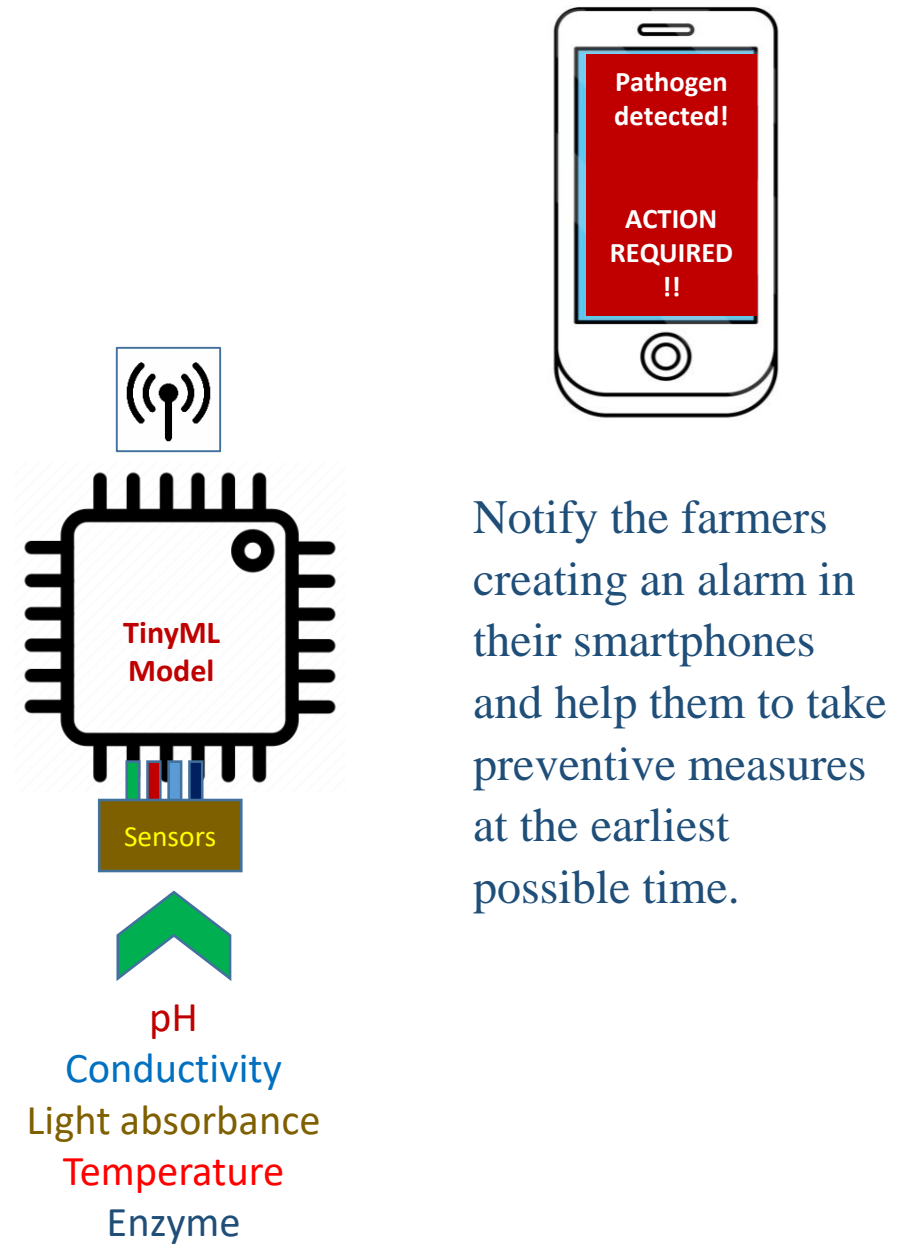 Pathogen
detected!
ACTION
REQUIRED
!!
TinyML
Model
Sensors
pH
Conductivity
Light absorbance
Temperature
Enzyme
Notify the farmers
creating an alarm in
their smartphones
and help them to take
preventive measures
at the earliest
possible time.